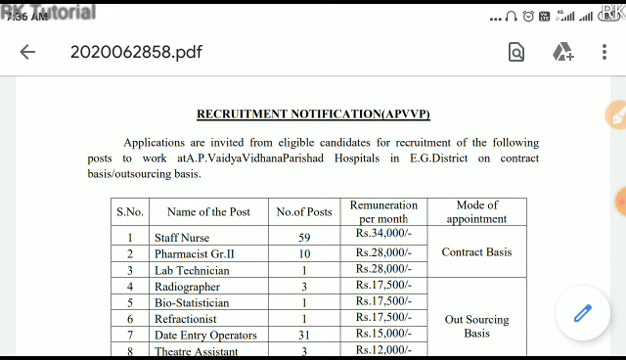 RK Tutorial
7:36 AM
2020062858.pdf
RECRUITMENT NOTIFICATION(APVVP)
Applications are invited from eligible candidates for recruitment of the following
posts to work atA.P.VaidyaVidhanaParishad Hospitals in E.G.District on contract
basis/outsourcing basis.
S.No. Name of the Post No.of Posts Remuneration per month Mode of appointment
1 Staff Nurse 59 Rs.34,000/- Contract Basis
2 Pharmacist Gr.II 10 Rs.28,000/-
3 Lab Technician 1 Rs.28,000/-
4 Radiographer 3 Rs.17,500/- Out Sourcing Basis
5 Bio-Statistician 1 Rs.17,500/-
6 Refractionist 1 Rs.17,500/-
7 Date Entry Operators 31 Rs.15,000/-
8 Theatre Assistant 3 Rs.12,000/-